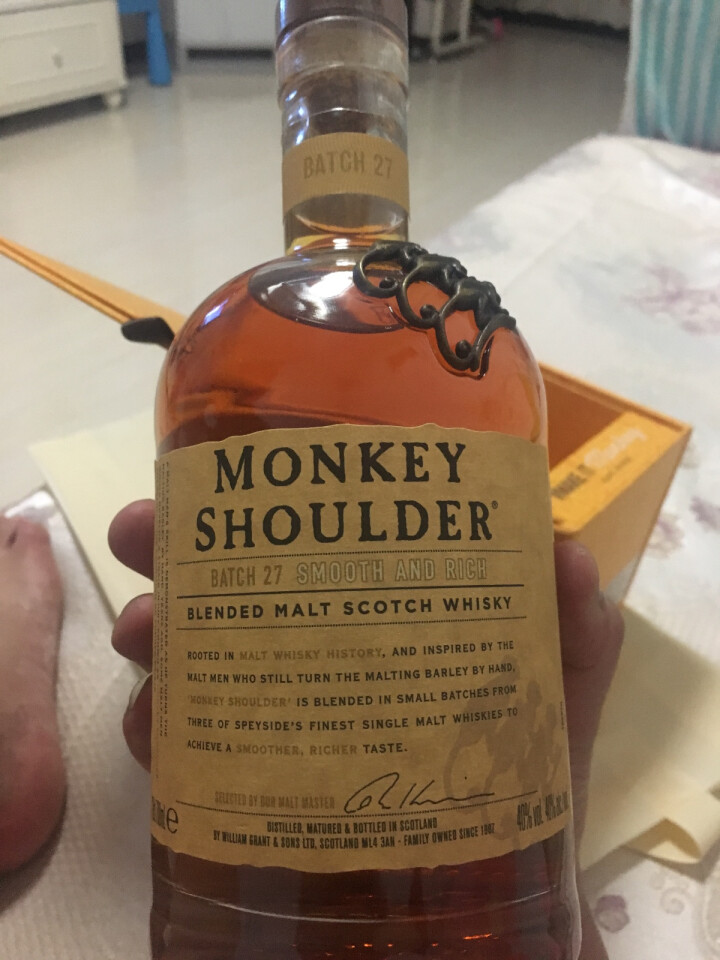 BATCH 27
MONKEY
SHOULDER®
BATCH 27 SMOOTH AND RICH
BLENDED MALT SCOTCH WHISKY
ROOTED IN MALT WHISKY HISTORY, AND INSPIRED BY THE
MALT MEN WHO STILL TURN THE MALTING BARLEY BY HAND,
'MONKEY SHOULDER' IS BLENDED IN SMALL BATCHES FROM
THREE OF SPEYSIDE'S FINEST SINGLE MALT WHISKIES TO
ACHIEVE A SMOOTHER, RICHER TASTE.
SELECTED BY OUR MALT MASTER
DISTILLED, MATURED & BOTTLED IN SCOTLAND
BY WILLIAM GRANT & SONS LTD, SCOTLAND ML4 3AN - FAMILY OWNED SINCE 1887
40% vol
MAKE IT Monkey